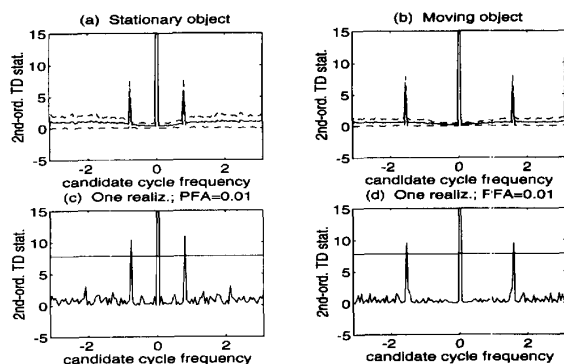 (a) Stationary object
2nd-ord. TD stat.
15
10
5
0
-5
-2 0 2
candidate cycle frequency
(b) Moving object
2nd-ord. TD stat.
15
10
5
0
-5
-2 0 2
candidate cycle frequency
(c) One realiz.; PFA=0.01
2nd-ord. TD stat.
15
10
5
0
-5
-2 0 2
candidate cycle frequency
(d) One realiz.; FFA=0.01
2nd-ord. TD stat.
15
10
5
0
-5
-2 0 2
candidate cycle frequency